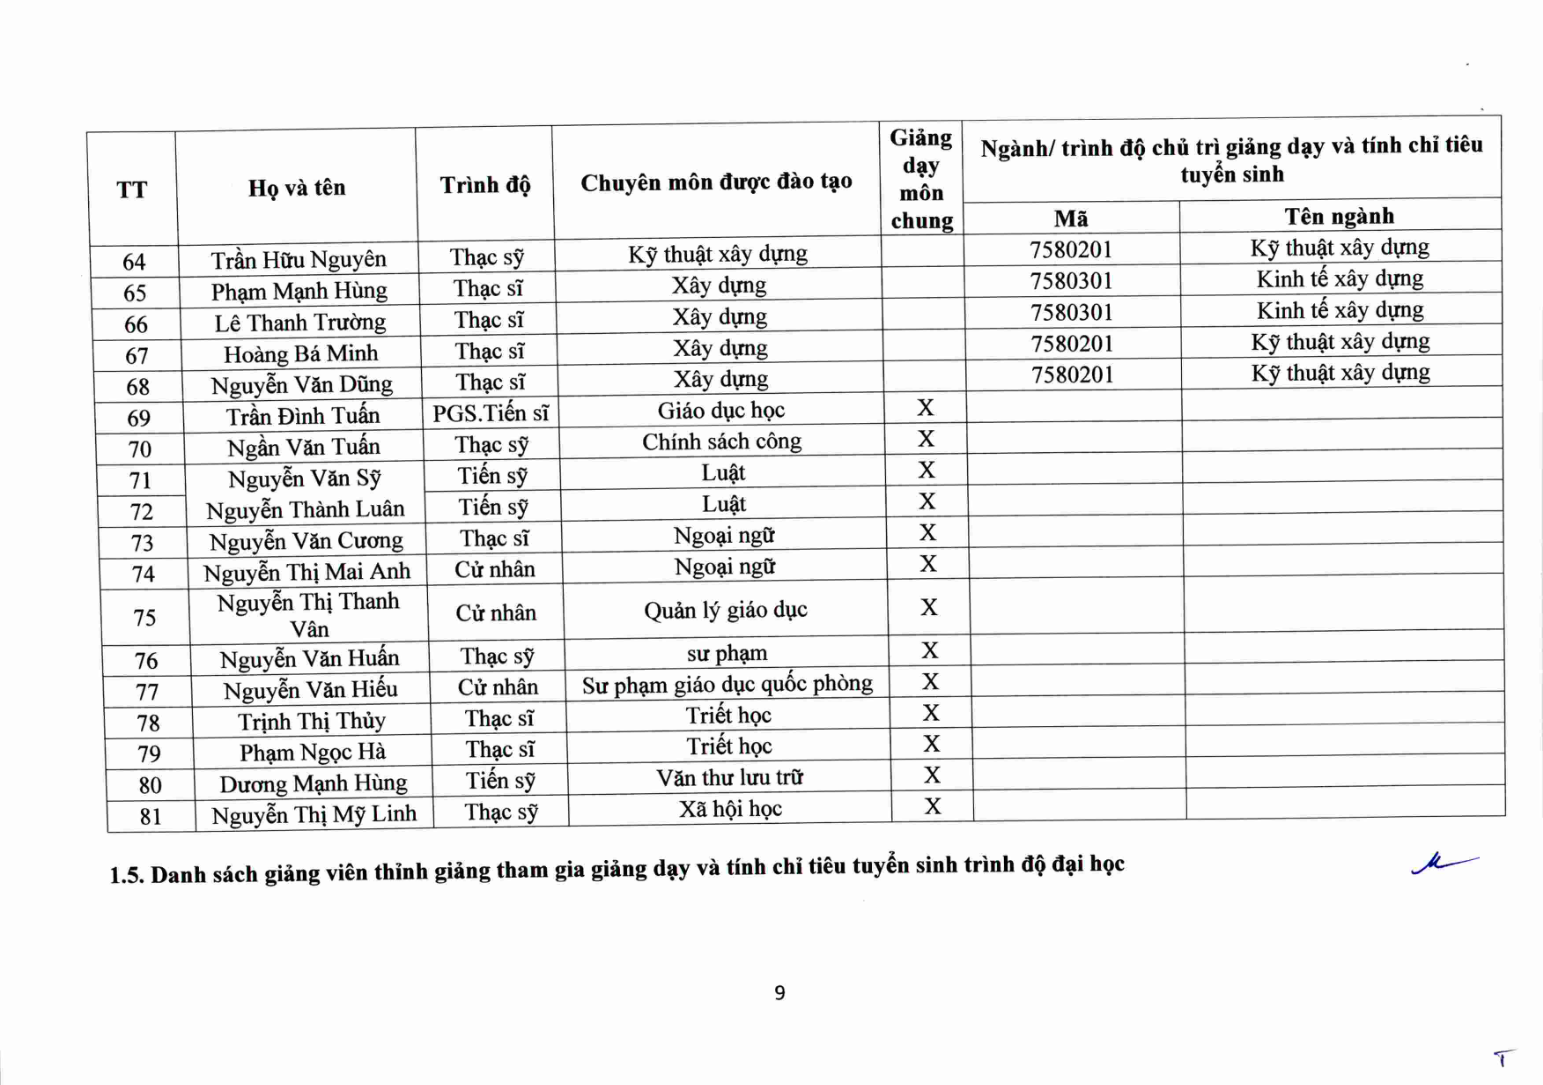 TT Họ và tên Trình độ Chuyên môn được đào tạo Giảng dạy môn chung Ngành/ trình độ chủ trì giảng dạy và tính chỉ tiêu tuyển sinh
Mã Tên ngành
64 Trần Hữu Nguyên Thạc sỹ Kỹ thuật xây dựng 7580201 Kỹ thuật xây dựng
65 Phạm Mạnh Hùng Thạc sĩ Xây dựng 7580301 Kinh tế xây dựng
66 Lê Thanh Trường Thạc sĩ Xây dựng 7580301 Kinh tế xây dựng
67 Hoàng Bá Minh Thạc sĩ Xây dựng 7580201 Kỹ thuật xây dựng
68 Nguyễn Văn Dũng Thạc sĩ Xây dựng 7580201 Kỹ thuật xây dựng
69 Trần Đình Tuấn PGS.Tiến sĩ Giáo dục học X
70 Ngần Văn Tuấn Thạc sỹ Chính sách công X
71 Nguyễn Văn Sỹ Tiến sỹ Luật X
72 Nguyễn Thành Luân Tiến sỹ Luật X
73 Nguyễn Văn Cương Thạc sĩ Ngoại ngữ X
74 Nguyễn Thị Mai Anh Cử nhân Ngoại ngữ X
75 Nguyễn Thị Thanh Vân Cử nhân Quản lý giáo dục X
76 Nguyễn Văn Huấn Thạc sỹ sư phạm X
77 Nguyễn Văn Hiếu Cử nhân Sư phạm giáo dục quốc phòng X
78 Trịnh Thị Thủy Thạc sĩ Triết học X
79 Phạm Ngọc Hà Thạc sĩ Triết học X
80 Dương Mạnh Hùng Tiến sỹ Văn thư lưu trữ X
81 Nguyễn Thị Mỹ Linh Thạc sỹ Xã hội học X
1.5. Danh sách giảng viên thỉnh giảng tham gia giảng dạy và tính chỉ tiêu tuyển sinh trình độ đại học
9